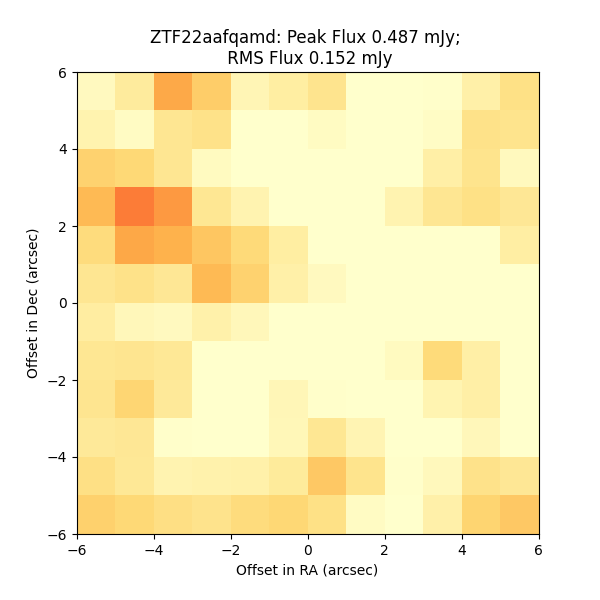 ZTF22aafqamd: Peak Flux 0.487 mJy;
RMS Flux 0.152 mJy
6
4
2
0
−2
−4
−6
Offset in Dec (arcsec)
−6 −4 −2 0 2 4 6
Offset in RA (arcsec)